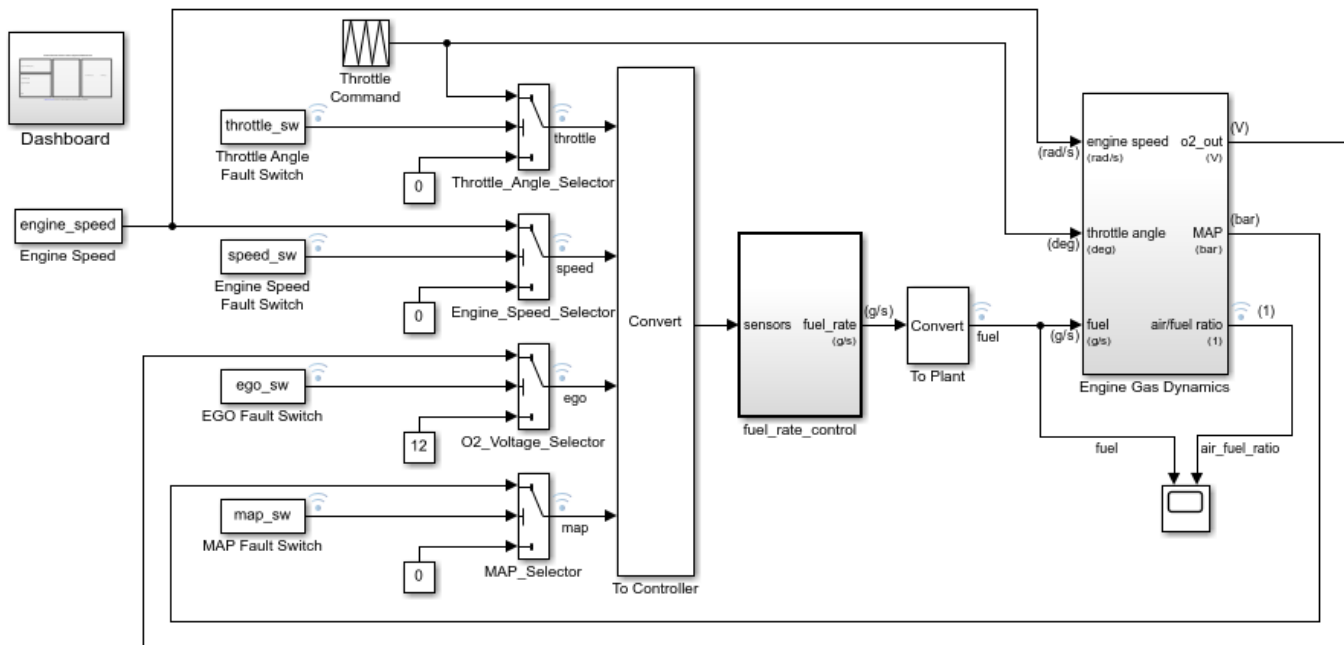 Dashboard
Throttle
Command
throttle_sw
Throttle Angle
Fault Switch
0
throttle
Throttle_Angle_Selector
engine_speed
Engine Speed
speed_sw
Engine Speed
Fault Switch
0
speed
Engine_Speed_Selector
ego_sw
EGO Fault Switch
12
ego
O2_Voltage_Selector
map_sw
MAP Fault Switch
0
map
MAP_Selector
Convert
To Controller
sensors
fuel_rate
(g/s)
fuel_rate_control
(g/s)
Convert
To Plant
fuel
(rad/s)
engine speed
(rad/s)
o2_out
(V)
(V)
(deg)
throttle angle
(deg)
MAP
(bar)
(bar)
(g/s)
fuel
(g/s)
air/fuel ratio
(1)
(1)
Engine Gas Dynamics
fuel
air_fuel_ratio